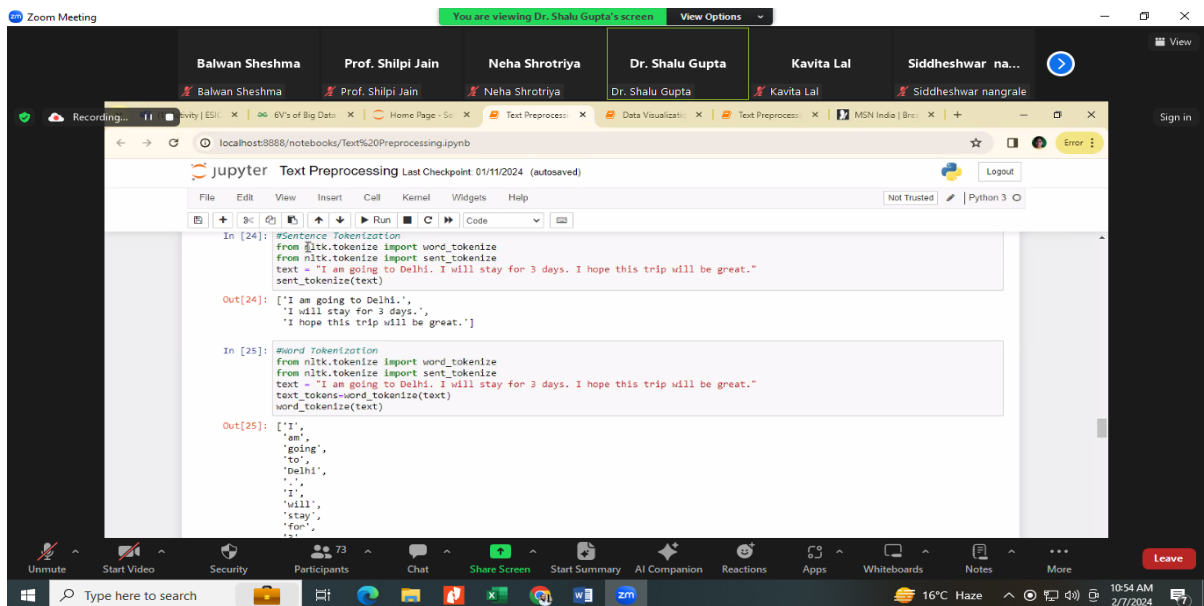 Zoom Meeting
You are viewing Dr. Shalu Gupta's screen View Options
View
Balwan Sheshma Prof. Shilpi Jain Neha Shrotriya Dr. Shalu Gupta Kavita Lal Siddheshwar na...
Balwan Sheshma Prof. Shilpi Jain Neha Shrotriya Dr. Shalu Gupta Kavita Lal Siddheshwar nangrale
Recording... tivity | ESIC 6V's of Big Data Home Page - Se Text Preprocess Data Visualizatio Text Preprocess MSN India | Bre
Sign in
localhost:8888/notebooks/Text%20Preprocessing.ipynb Error
jupyter Text Preprocessing Last Checkpoint: 01/11/2024 (autosaved) Logout
File Edit View Insert Cell Kernel Widgets Help Not Trusted Python 3
Run Code
In [24]: #Sentence Tokenization
from nltk.tokenize import word_tokenize
from nltk.tokenize import sent_tokenize
text = "I am going to Delhi. I will stay for 3 days. I hope this trip will be great."
sent_tokenize(text)
Out[24]: ['I am going to Delhi.',
'I will stay for 3 days.',
'I hope this trip will be great.']
In [25]: #Word Tokenization
from nltk.tokenize import word_tokenize
from nltk.tokenize import sent_tokenize
text = "I am going to Delhi. I will stay for 3 days. I hope this trip will be great."
text_tokens=word_tokenize(text)
word_tokenize(text)
Out[25]: ['I',
'am',
'going',
'to',
'Delhi',
'.',
'I',
'will',
'stay',
'for',
Unmute Start Video Security Participants 73 Chat Share Screen Start Summary AI Companion Reactions Apps Whiteboards Notes More Leave
Type here to search zm 16°C Haze 10:54 AM
2/7/2024